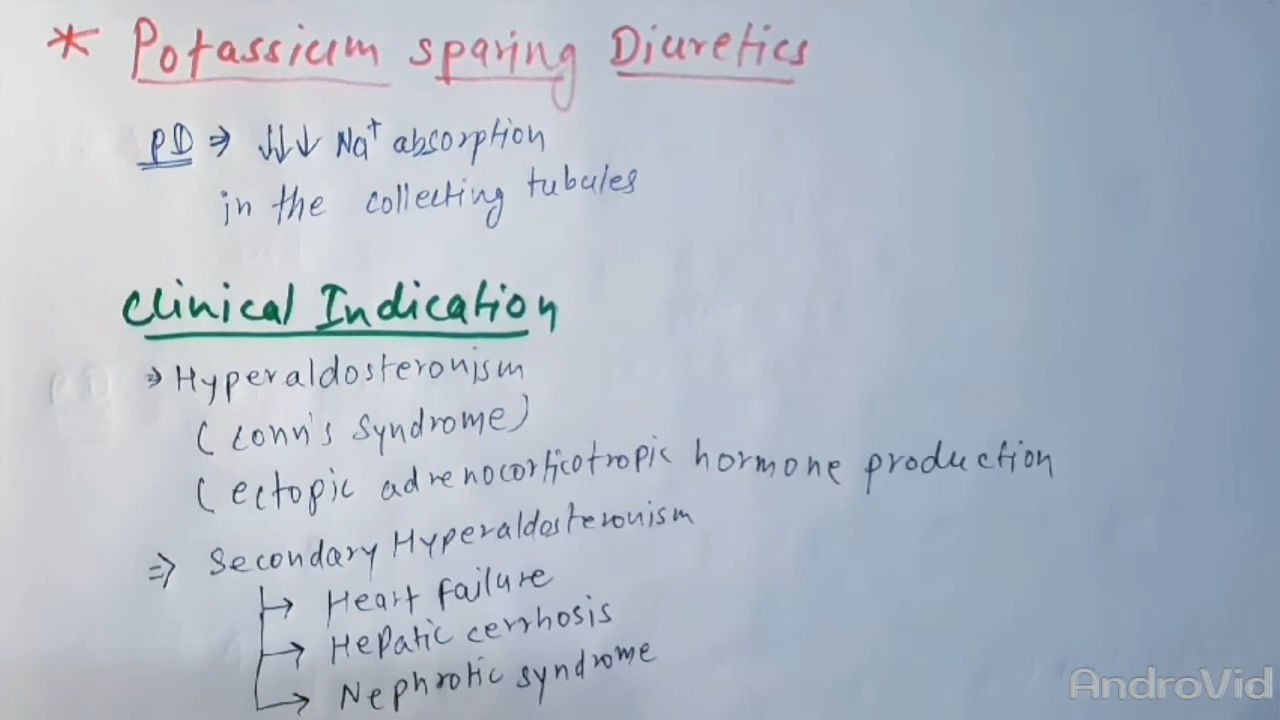 * Potassium sparing Diuretics
PD ⇒ ↓↓↓ Na⁺ absorption
in the collecting tubules
Clinical Indication
⇒ Hyperaldosteronism
(Conn's Syndrome)
(ectopic adrenocorticotropic hormone production
⇒ Secondary Hyperaldosteronism
→ Heart failure
→ Hepatic cerrhosis
→ Nephrotic syndrome
AndroVid